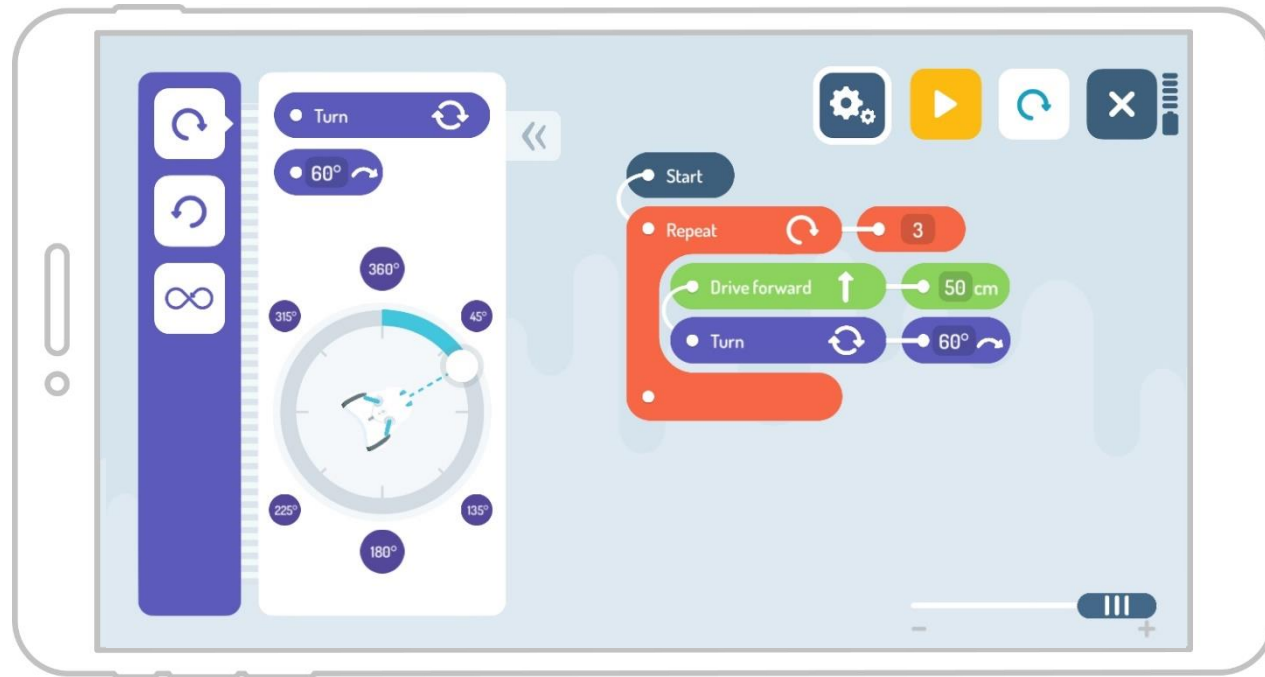 Turn
60°
360°
315° 45°
225° 135°
180°
Start
Repeat 3
Drive forward 50 cm
Turn 60°
- +